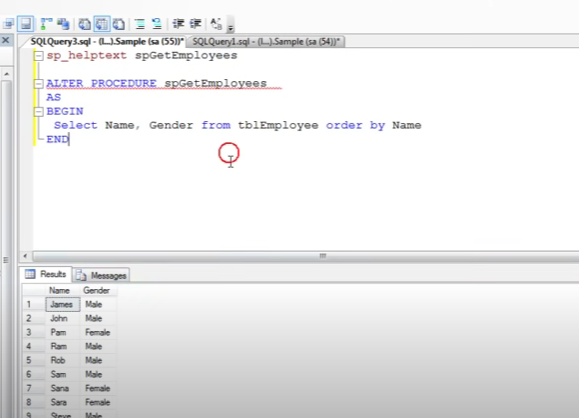 SQLQuery3.sql - (l...).Sample (sa (55))* SQLQuery1.sql - (l...).Sample (sa (54))*
sp_helptext spGetEmployees
ALTER PROCEDURE spGetEmployees
AS
BEGIN
Select Name, Gender from tblEmployee order by Name
END
Results Messages
Name Gender
1 James Male
2 John Male
3 Pam Female
4 Ram Male
5 Rob Male
6 Sam Male
7 Sana Female
8 Sara Female
9 Steve Male